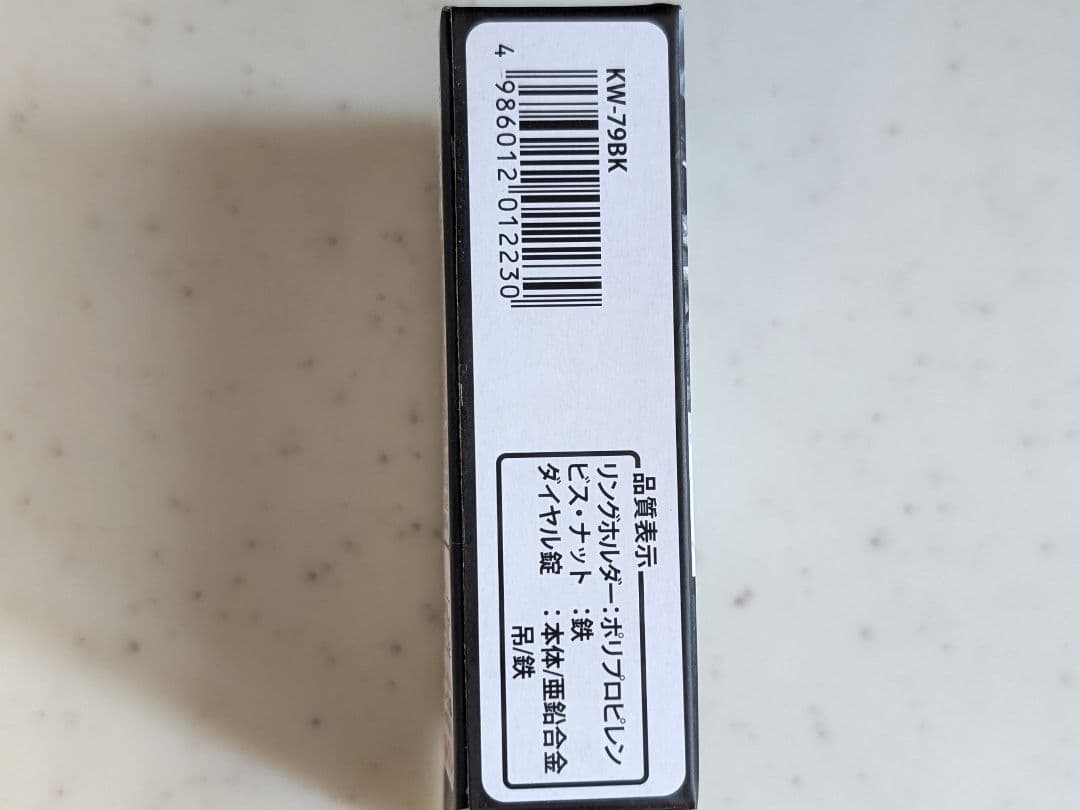 KW-79BK
4 986012 012230
品質表示
リングホルダー:ポリプロピレン
ビス・ナット :鉄
ダイヤル錠 :本体/亜鉛合金
吊/鉄